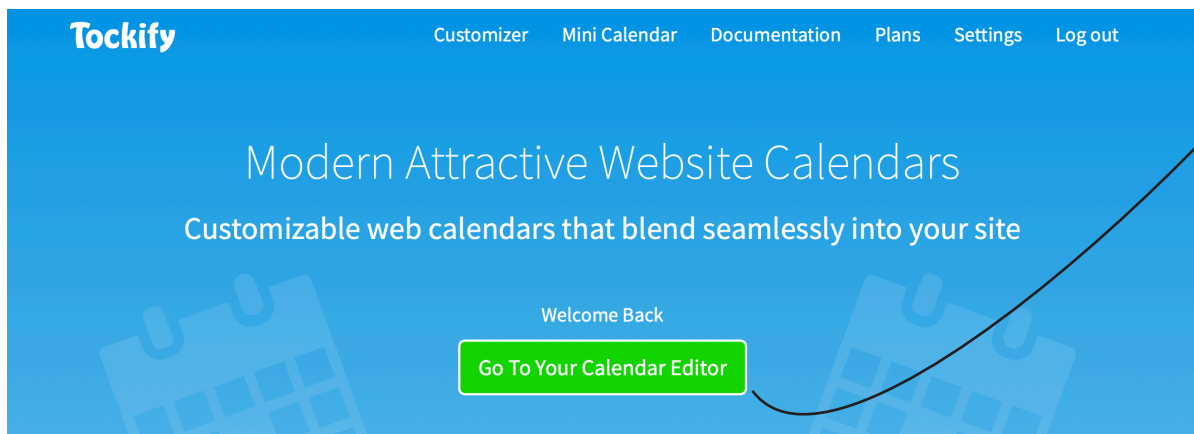 Tockify
Customizer Mini Calendar Documentation Plans Settings Log out
Modern Attractive Website Calendars
Customizable web calendars that blend seamlessly into your site
Welcome Back
Go To Your Calendar Editor